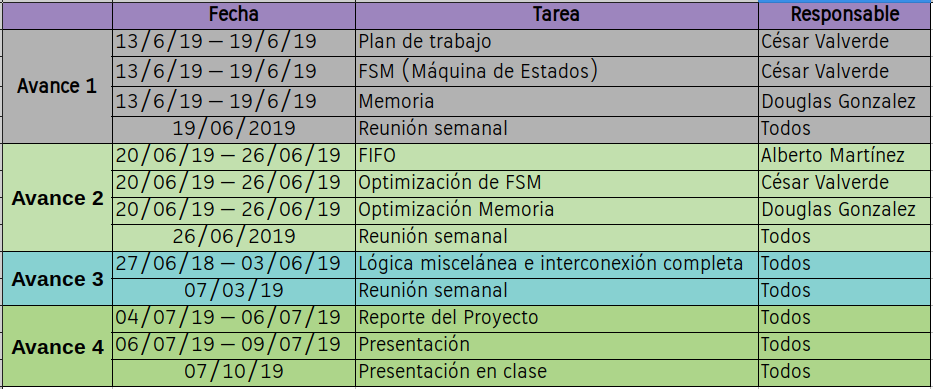 Fecha Tarea Responsable
Avance 1
13/6/19 – 19/6/19 Plan de trabajo César Valverde
13/6/19 – 19/6/19 FSM (Máquina de Estados) César Valverde
13/6/19 – 19/6/19 Memoria Douglas Gonzalez
19/06/2019 Reunión semanal Todos
Avance 2
20/06/19 – 26/06/19 FIFO Alberto Martínez
20/06/19 – 26/06/19 Optimización de FSM César Valverde
20/06/19 – 26/06/19 Optimización Memoria Douglas Gonzalez
26/06/2019 Reunión semanal Todos
Avance 3
27/06/18 – 03/06/19 Lógica miscelánea e interconexión completa Todos
07/03/19 Reunión semanal Todos
Avance 4
04/07/19 – 06/07/19 Reporte del Proyecto Todos
06/07/19 – 09/07/19 Presentación Todos
07/10/19 Presentación en clase Todos